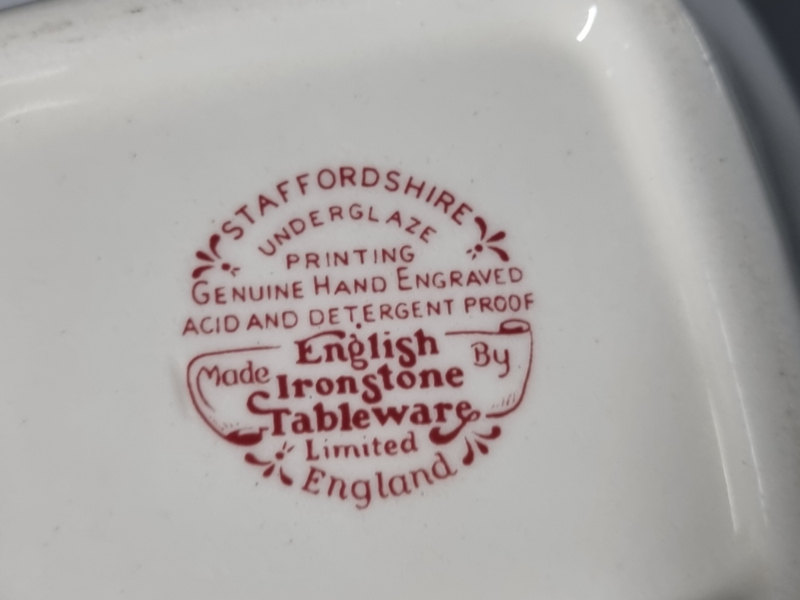 STAFFORDSHIRE
UNDERGLAZE
PRINTING
GENUINE HAND ENGRAVED
ACID AND DETERGENT PROOF
Made English By
Ironstone
Tableware
Limited
England